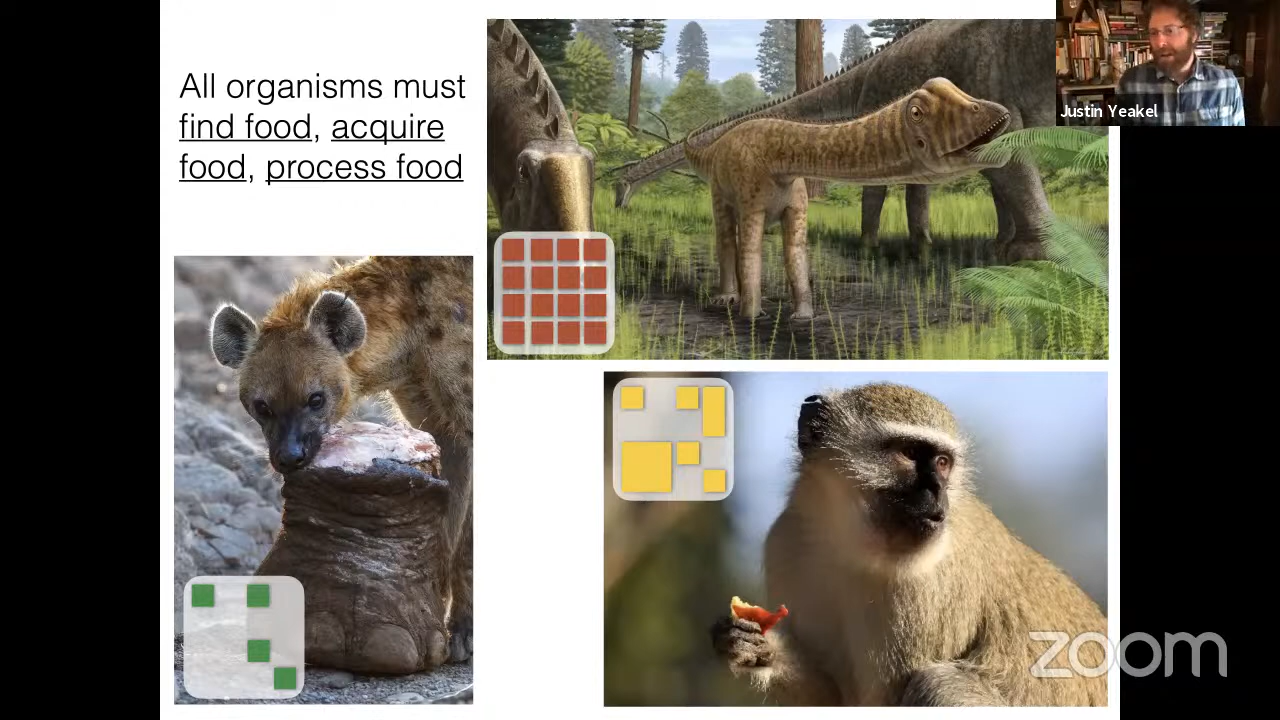 All organisms must
find food, acquire
food, process food
Justin Yeakel
zoom